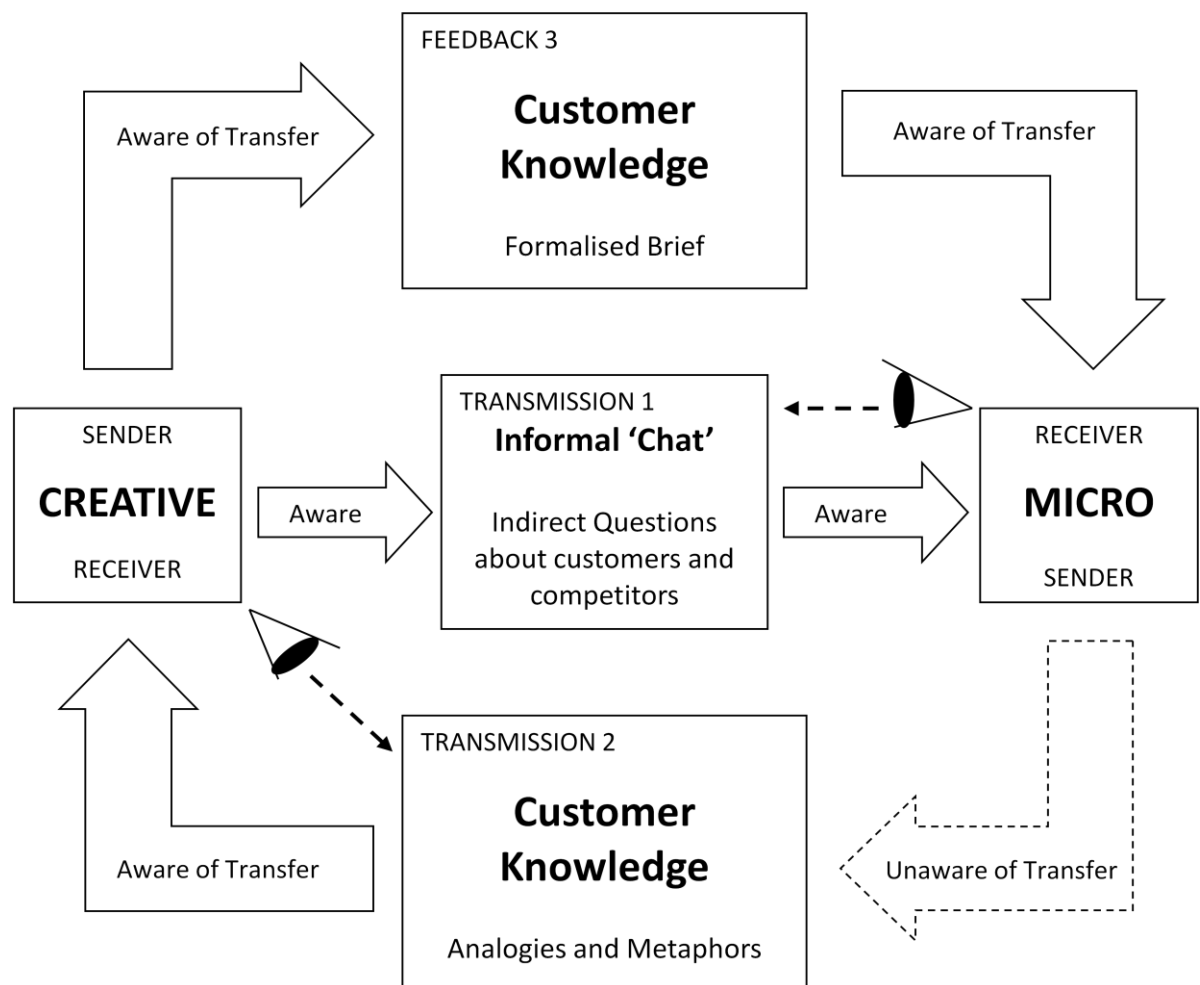 FEEDBACK 3
Customer
Knowledge
Formalised Brief
Aware of Transfer
Aware of Transfer
SENDER
CREATIVE
RECEIVER
Aware
TRANSMISSION 1
Informal ‘Chat’
Indirect Questions
about customers and
competitors
Aware
RECEIVER
MICRO
SENDER
TRANSMISSION 2
Customer
Knowledge
Analogies and Metaphors
Aware of Transfer
Unaware of Transfer